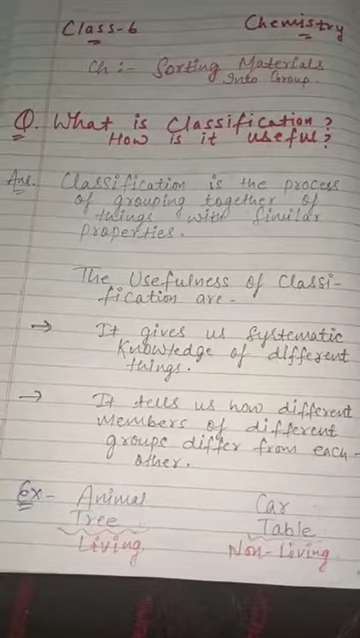 Class-6 Chemistry
Ch :- Sorting Materials
Into Group.
Q. What is Classification?
How is it useful?
Ans. Classification is the process
of grouping together of
things with Similar
properties.
The Usefulness of Classi-
fication are-
→ It gives us Systematic
Knowledge of different
things.
→ It tells us how different
Members of different
groups differ from each-
other.
Ex- Animal Car
Tree Table
Living Non-Living